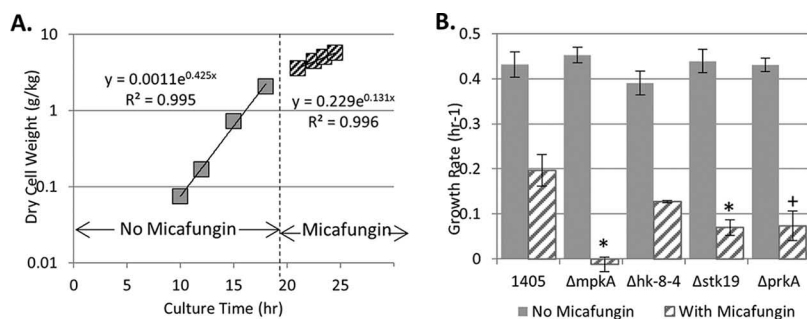 A.
Dry Cell Weight (g/kg)
10
1
0.1
0.01
y = 0.0011e^0.425x
R² = 0.995
y = 0.229e^0.131x
R² = 0.996
No Micafungin
Micafungin
0 5 10 15 20 25
Culture Time (hr)
B.
Growth Rate (hr-1)
0.5
0.4
0.3
0.2
0.1
0
*
*
+
1405 ΔmpkA Δhk-8-4 Δstk19 ΔprkA
No Micafungin With Micafungin